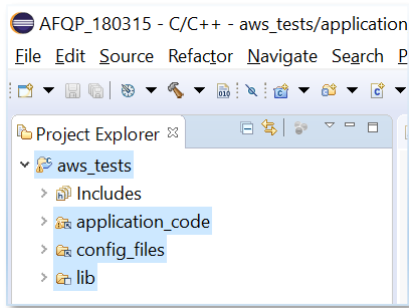 AFQP_180315 - C/C++ - aws_tests/application
File Edit Source Refactor Navigate Search P
Project Explorer
aws_tests
Includes
application_code
config_files
lib